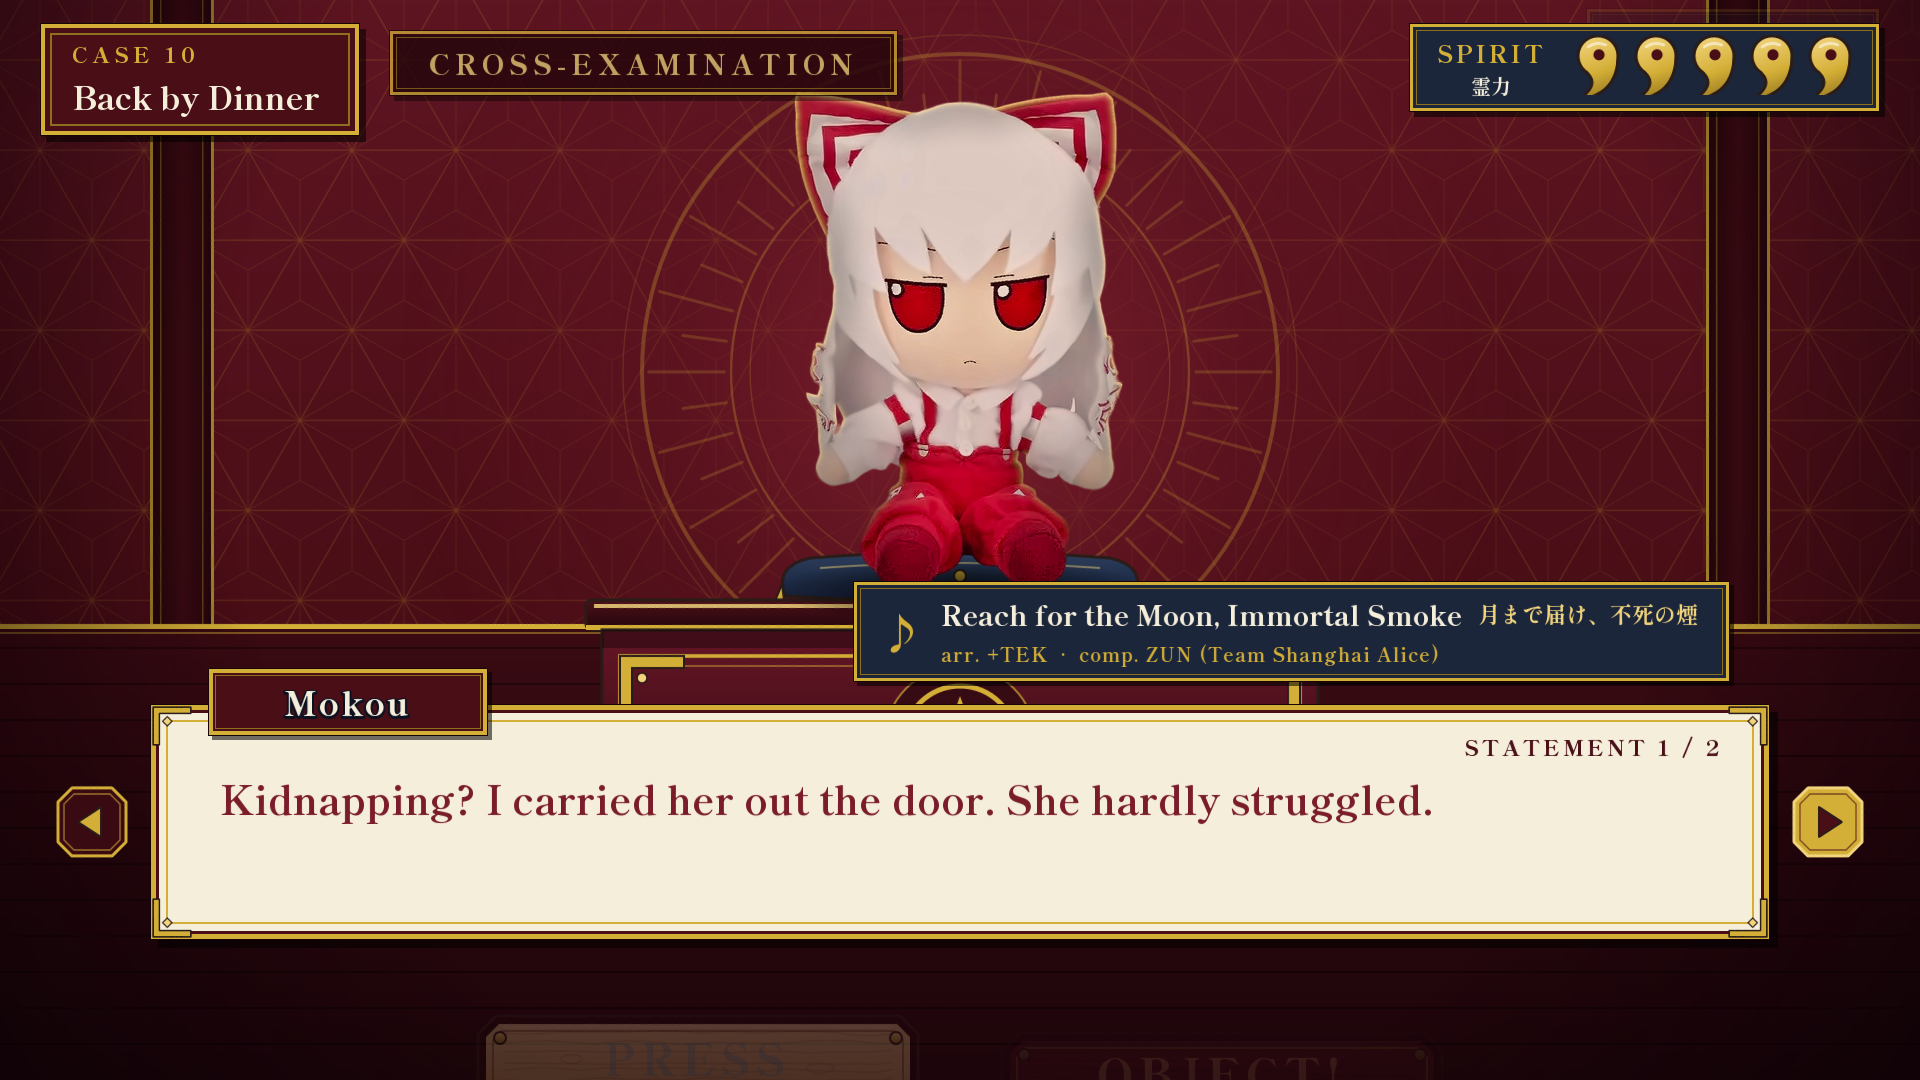 CASE 10
Back by Dinner
CROSS-EXAMINATION
SPIRIT
霊力
Reach for the Moon, Immortal Smoke 月まで届け、不死の煙
arr. +TEK · comp. ZUN (Team Shanghai Alice)
Mokou
STATEMENT 1 / 2
Kidnapping? I carried her out the door. She hardly struggled.
PRESS
OBJECT!